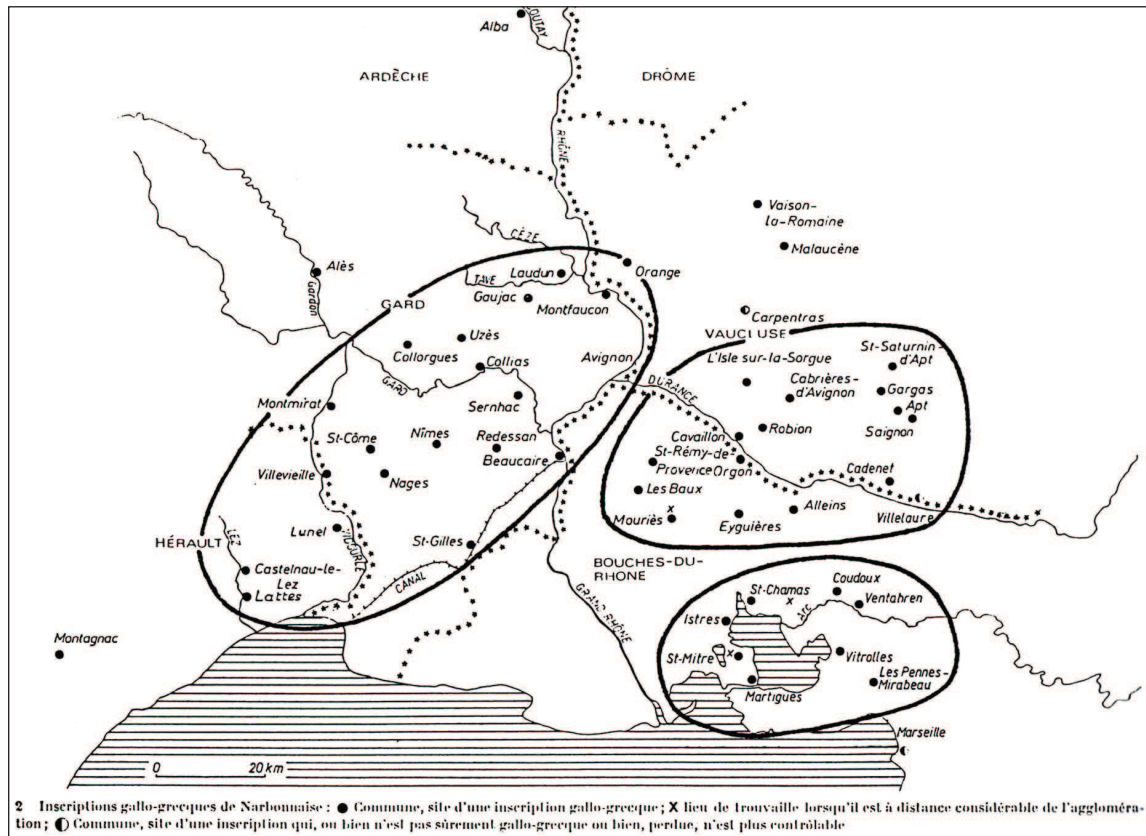 Alba
COUTAY
ARDÈCHE
DRÔME
RHÔNE
Vaison-
la-Romaine
Malaucène
CÈZE
Alès
Gardon
Laudun
TAVE
Orange
GARD
Gaujac
Montfaucon
Carpentras
VAUCLUSE
Uzès
Collorgues
Collias
Avignon
L'Isle sur-la-Sorgue
St-Saturnin-
d'Apt
DURANCE
Cabrières-
d'Avignon
Gargas
GARD
Montmirat
Sernhac
Apt
Saignon
St-Côme
Nîmes
Redessan
Robion
Cavaillon
Beaucaire
St-Rémy-de-
Provence
Orgon
Villevieille
Nages
Cadenet
Les Baux
Alleins
Villelaure
Mouriès
x
Eyguières
Lunel
VIDOURLE
HÉRAULT
LEZ
St-Gilles
BOUCHES-DU-
RHONE
Castelnau-le-
Lez
CANAL
Lattes
GRAND RHÔNE
St-Chamas
x
Coudoux
Ventahren
Arc
Istres
Montagnac
St-Mitre
x
Vitrolles
Les Pennes-
Mirabeau
Martigues
Marseille
0 20 km
2 Inscriptions gallo-grecques de Narbonnaise : ● Commune, site d'une inscription gallo-grecque ; X lieu de trouvaille lorsqu'il est à distance considérable de l'aggloméra-
tion ; ◐ Commune, site d'une inscription qui, ou bien n'est pas sûrement gallo-grecque ou bien, perdue, n'est plus contrôlable